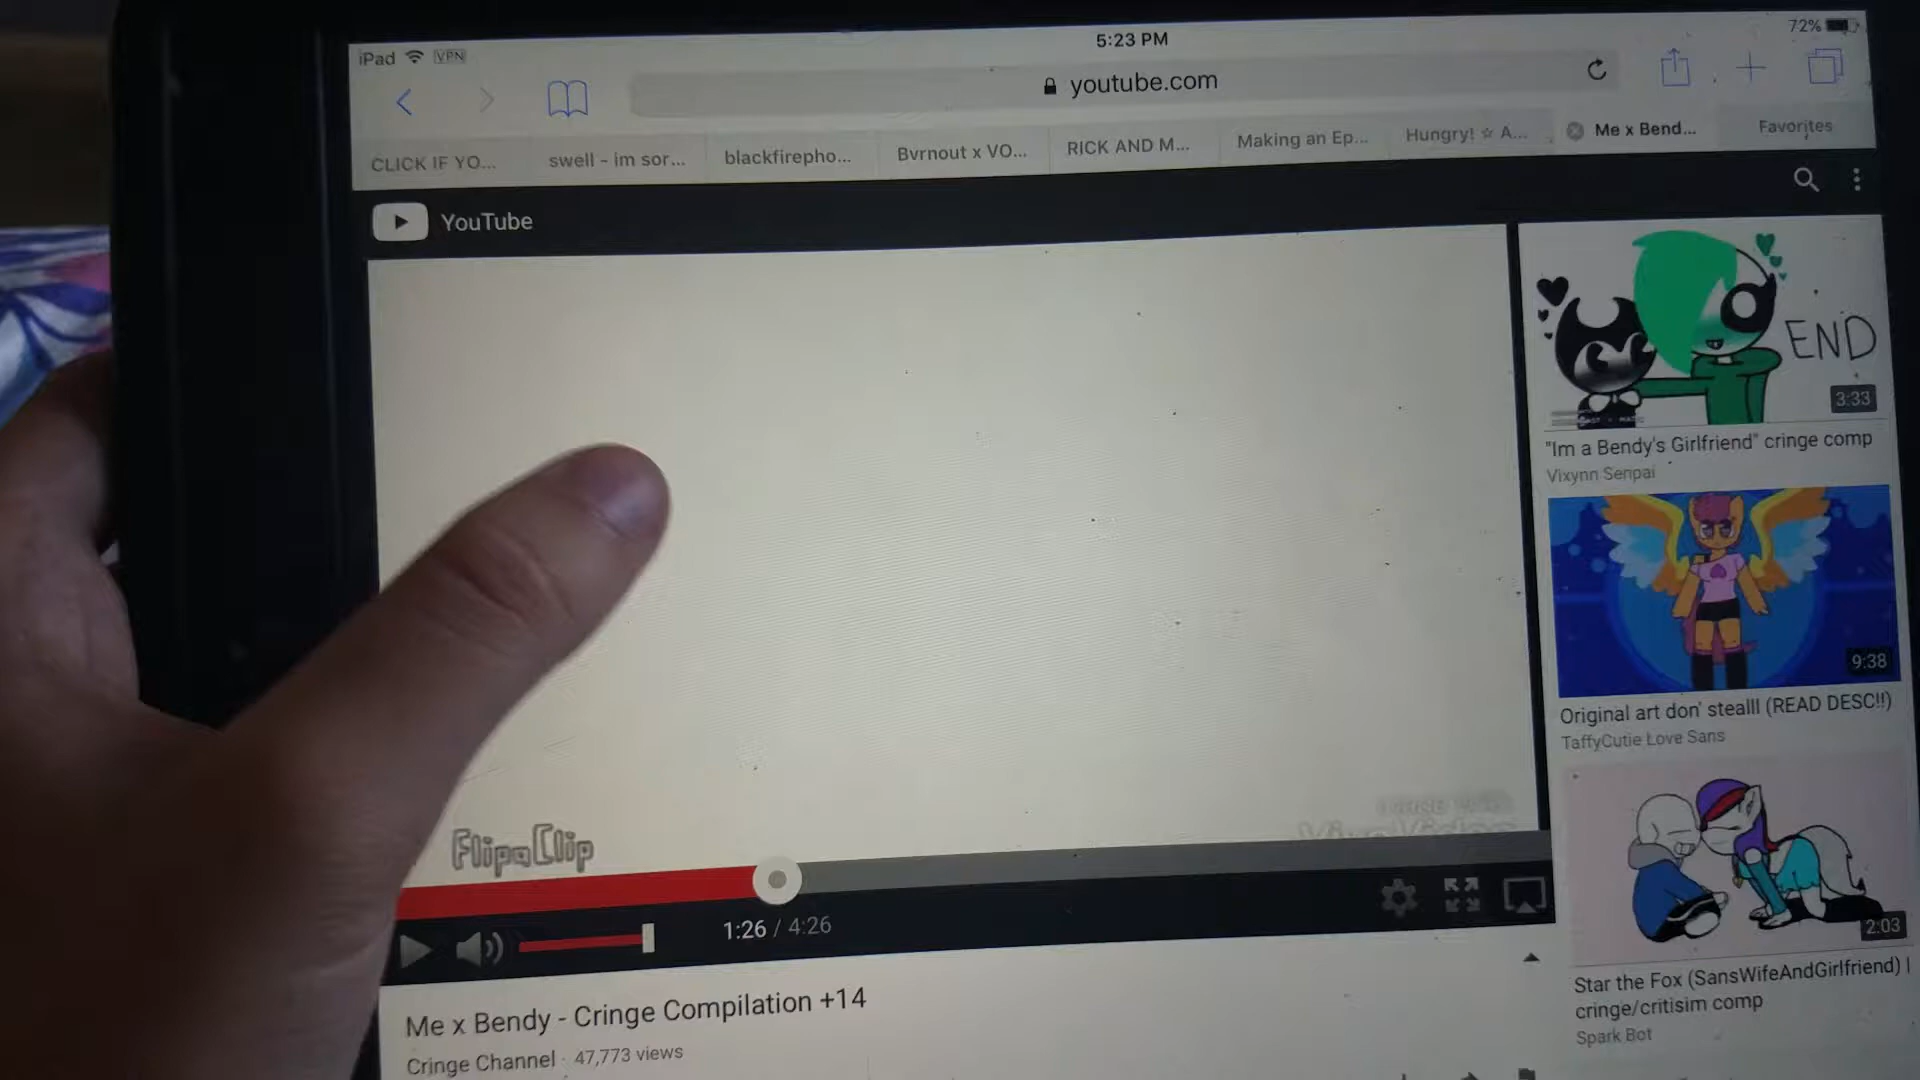 iPad VPN 5:23 PM 72%
youtube.com
CLICK IF YO... swell - im sor... blackfirepho... Bvrnout x VO... RICK AND M... Making an Ep... Hungry! ☆ A... Me x Bend... Favorites
YouTube
END
3:33
"Im a Bendy's Girlfriend" cringe comp
Vixynn Senpai
9:38
Original art don' stealll (READ DESC!!)
TaffyCutie Love Sans
2:03
Star the Fox (SansWifeAndGirlfriend) |
cringe/critisim comp
Spark Bot
FlipaClip
1:26 / 4:26
Me x Bendy - Cringe Compilation +14
Cringe Channel · 47,773 views